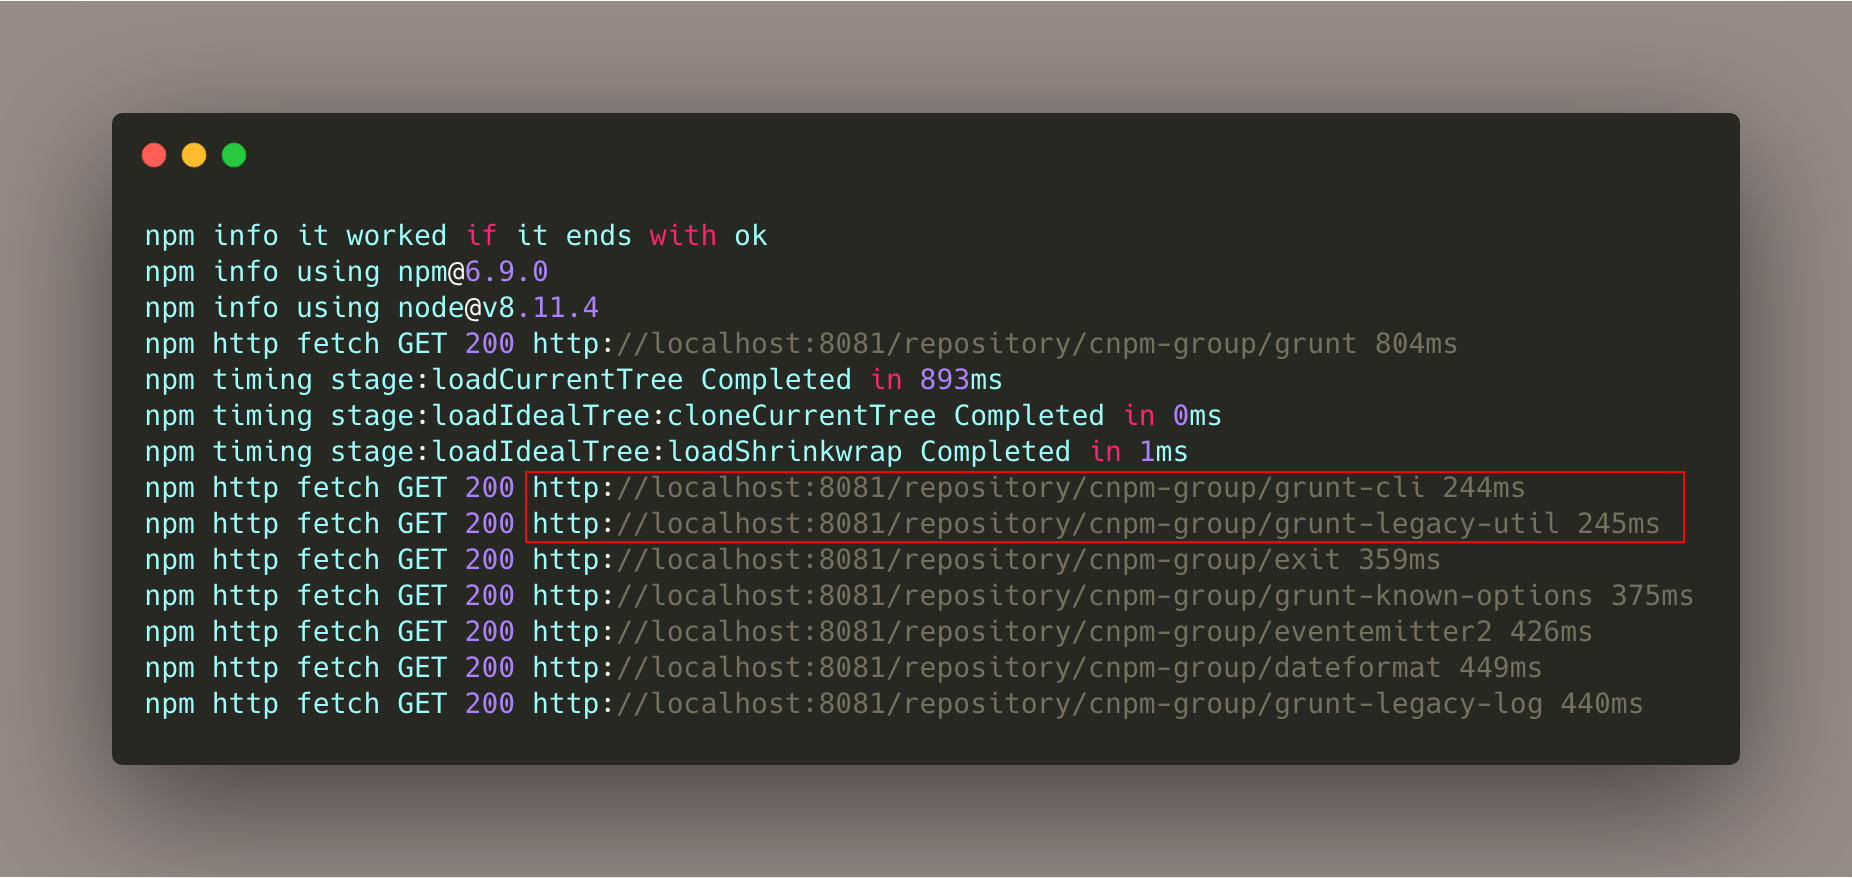 npm info it worked if it ends with ok
npm info using npm@6.9.0
npm info using node@v8.11.4
npm http fetch GET 200 http://localhost:8081/repository/cnpm-group/grunt 804ms
npm timing stage:loadCurrentTree Completed in 893ms
npm timing stage:loadIdealTree:cloneCurrentTree Completed in 0ms
npm timing stage:loadIdealTree:loadShrinkwrap Completed in 1ms
npm http fetch GET 200 http://localhost:8081/repository/cnpm-group/grunt-cli 244ms
npm http fetch GET 200 http://localhost:8081/repository/cnpm-group/grunt-legacy-util 245ms
npm http fetch GET 200 http://localhost:8081/repository/cnpm-group/exit 359ms
npm http fetch GET 200 http://localhost:8081/repository/cnpm-group/grunt-known-options 375ms
npm http fetch GET 200 http://localhost:8081/repository/cnpm-group/eventemitter2 426ms
npm http fetch GET 200 http://localhost:8081/repository/cnpm-group/dateformat 449ms
npm http fetch GET 200 http://localhost:8081/repository/cnpm-group/grunt-legacy-log 440ms